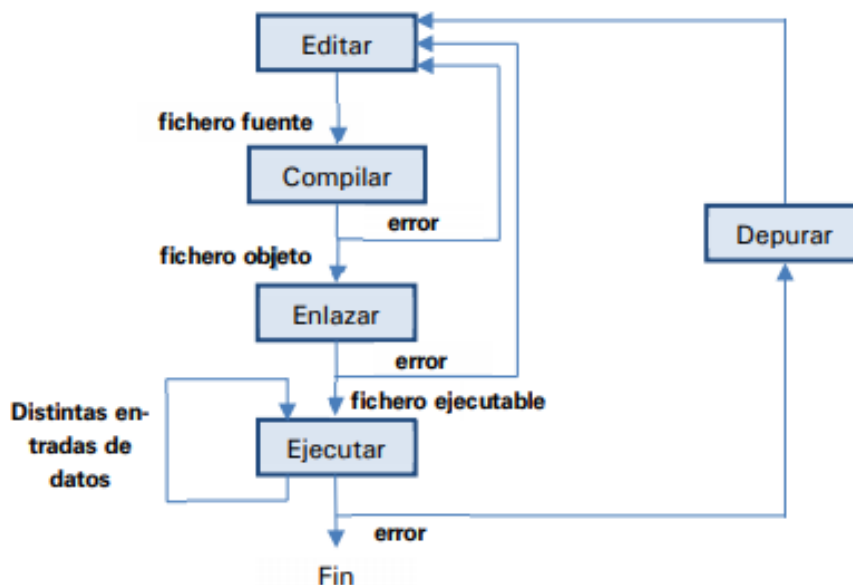 Editar
fichero fuente
Compilar
error
Depurar
fichero objeto
Enlazar
error
fichero ejecutable
Distintas en-
tradas de
datos
Ejecutar
error
Fin